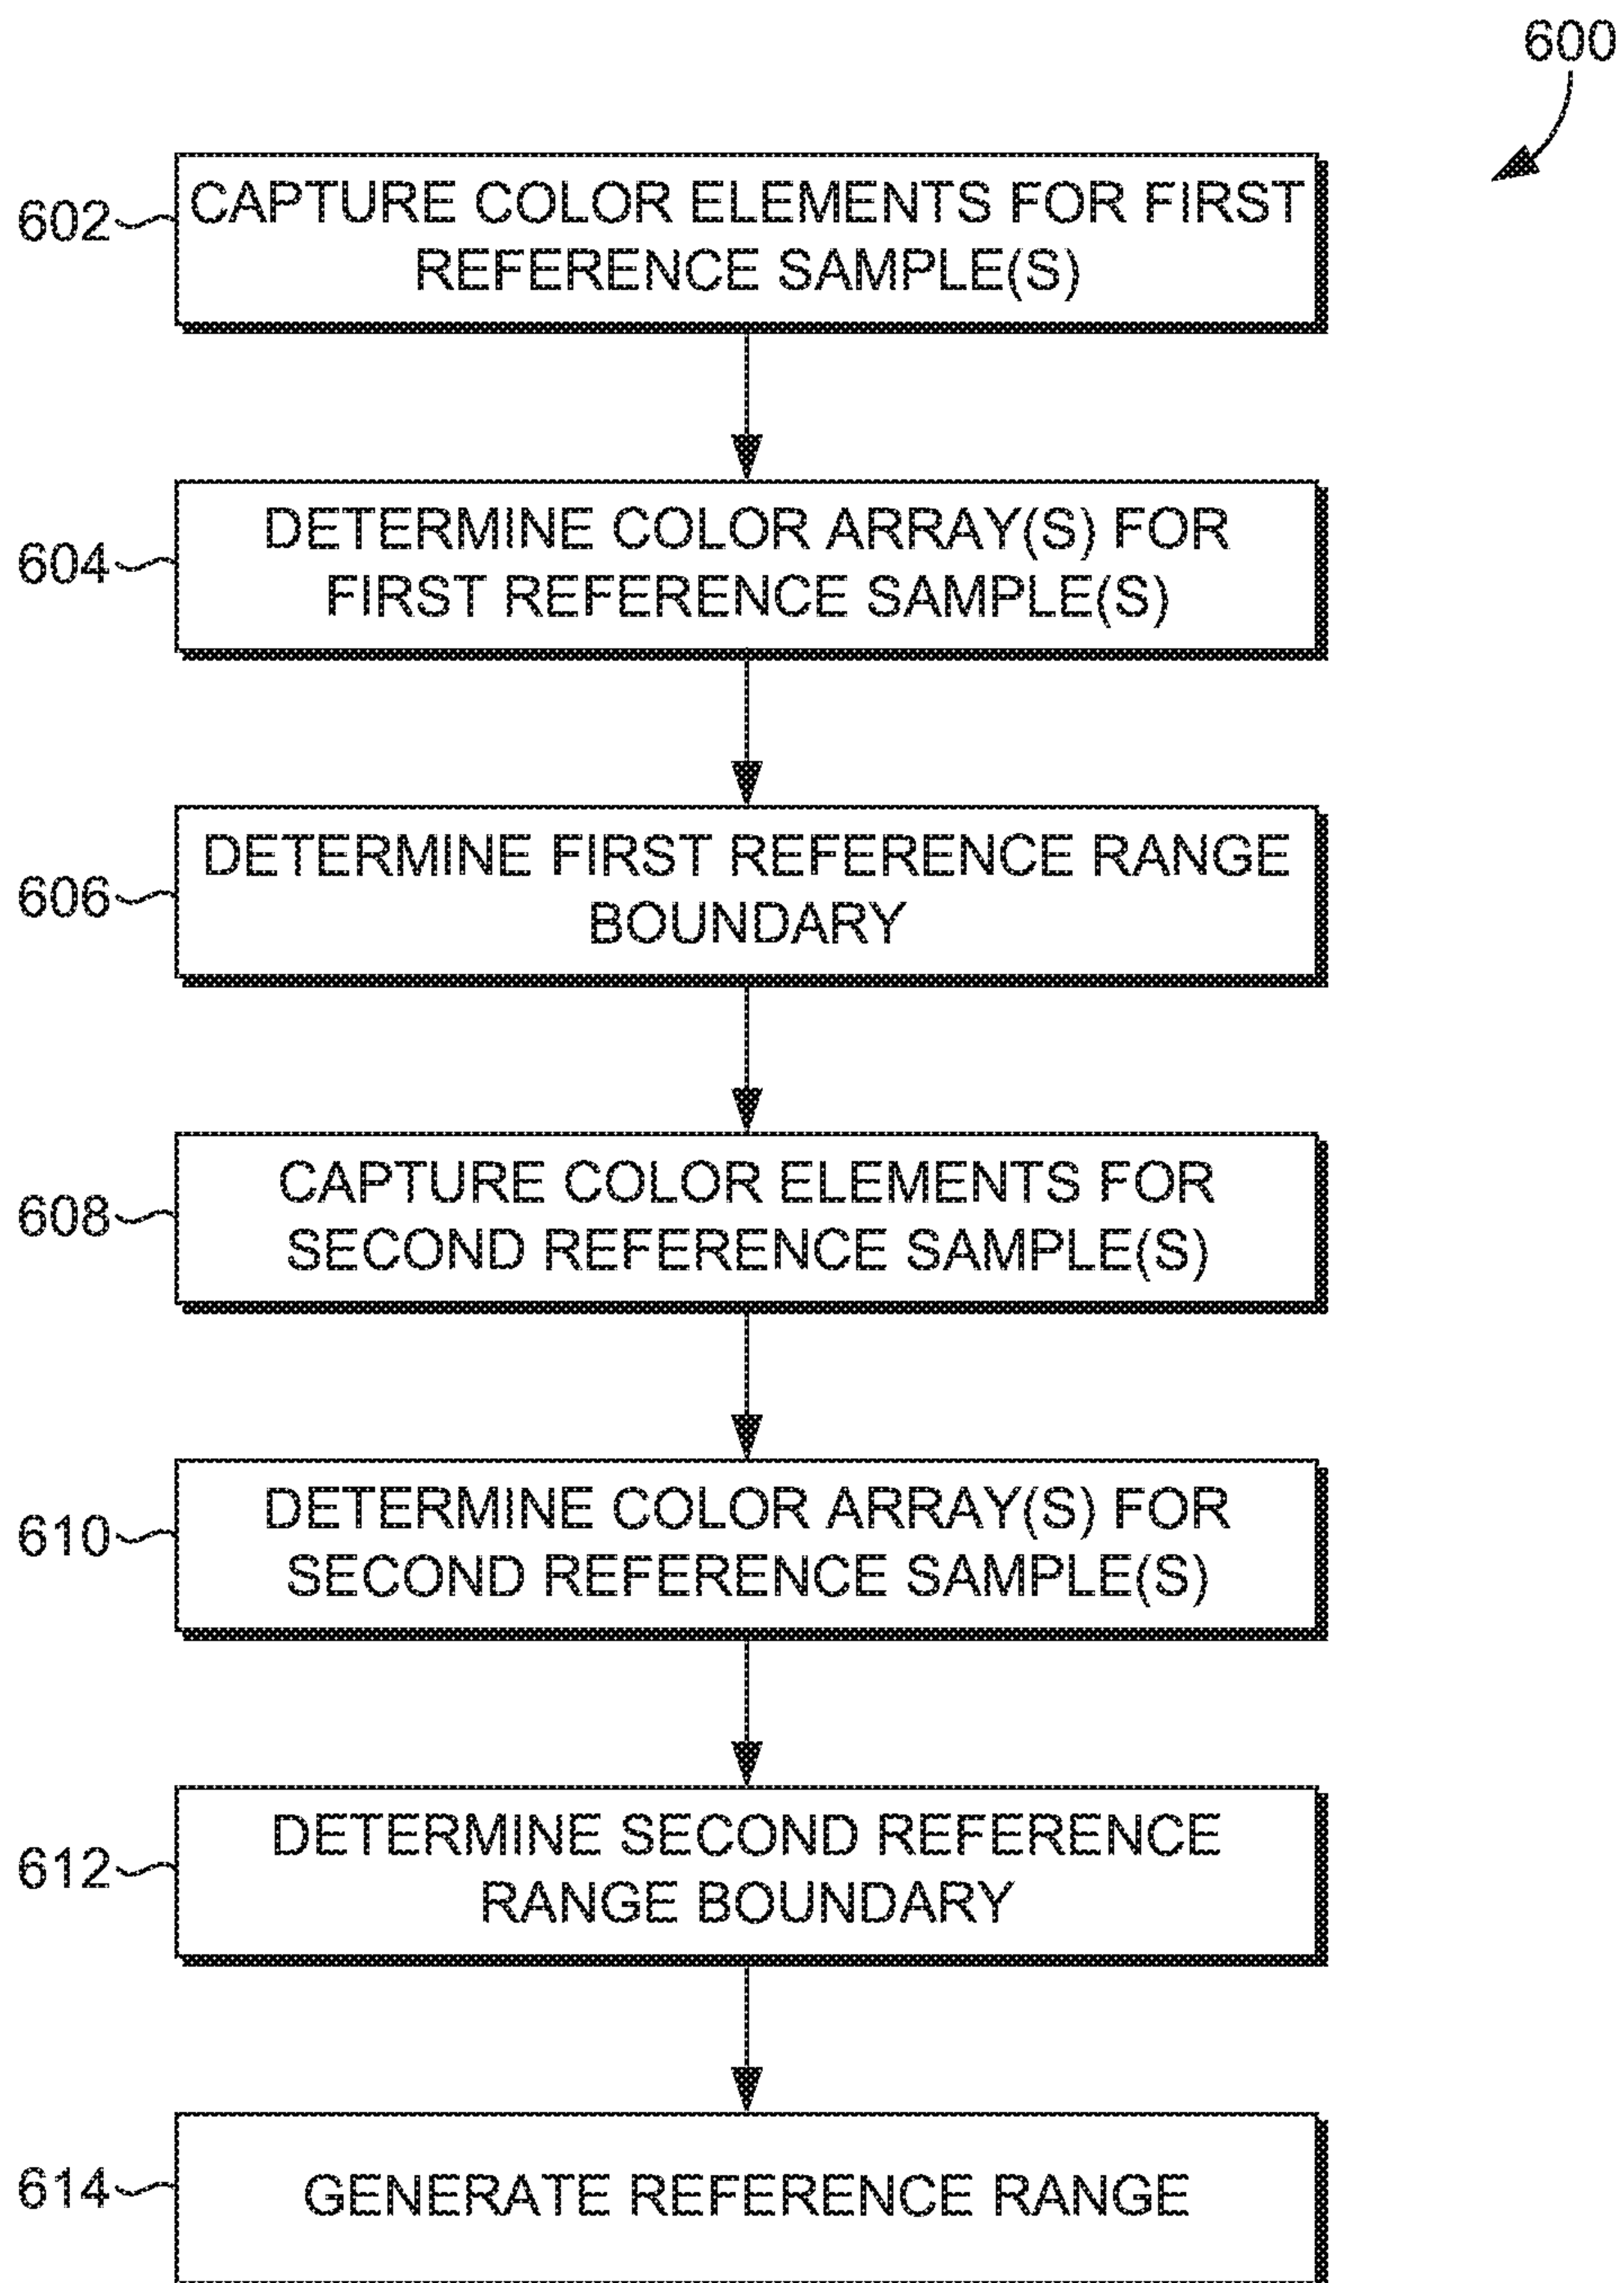 600
602
CAPTURE COLOR ELEMENTS FOR FIRST
REFERENCE SAMPLE(S)
604
DETERMINE COLOR ARRAY(S) FOR
FIRST REFERENCE SAMPLE(S)
606
DETERMINE FIRST REFERENCE RANGE
BOUNDARY
608
CAPTURE COLOR ELEMENTS FOR
SECOND REFERENCE SAMPLE(S)
610
DETERMINE COLOR ARRAY(S) FOR
SECOND REFERENCE SAMPLE(S)
612
DETERMINE SECOND REFERENCE
RANGE BOUNDARY
614
GENERATE REFERENCE RANGE